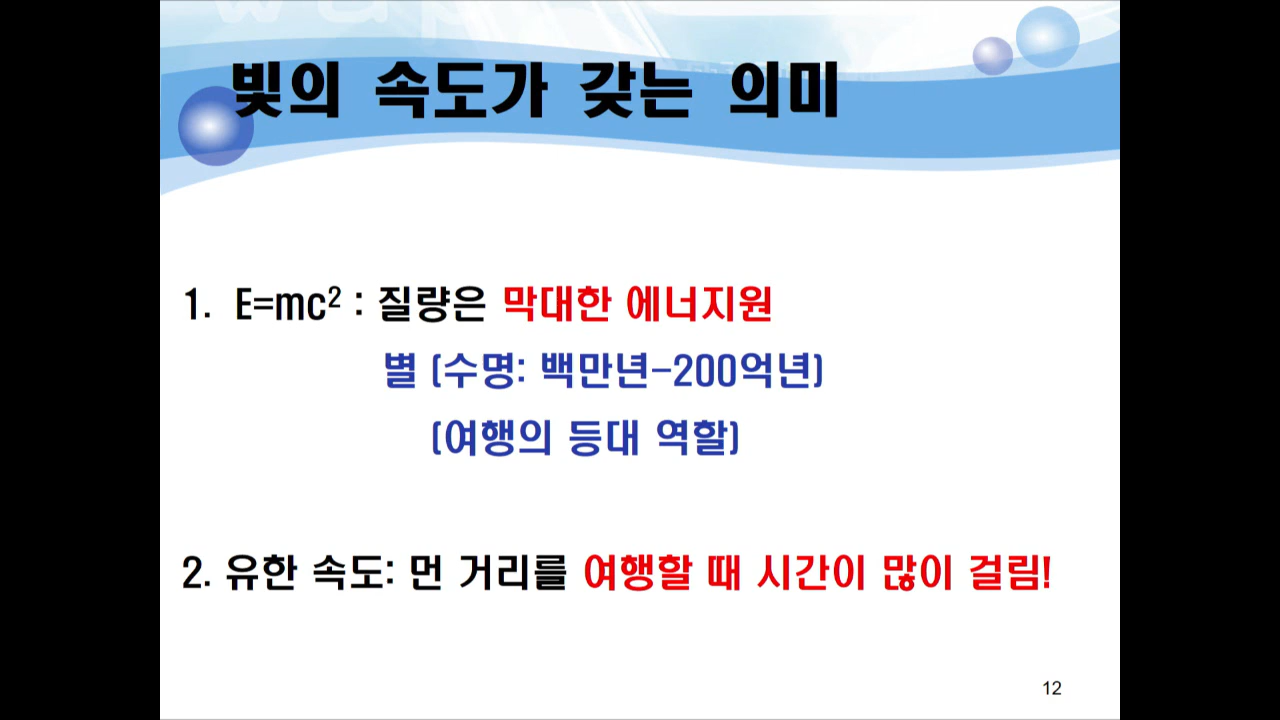 빛의 속도가 갖는 의미
1. E=mc² : 질량은 막대한 에너지원
별 (수명: 백만년-200억년)
(여행의 등대 역할)
2. 유한 속도: 먼 거리를 여행할 때 시간이 많이 걸림!
12